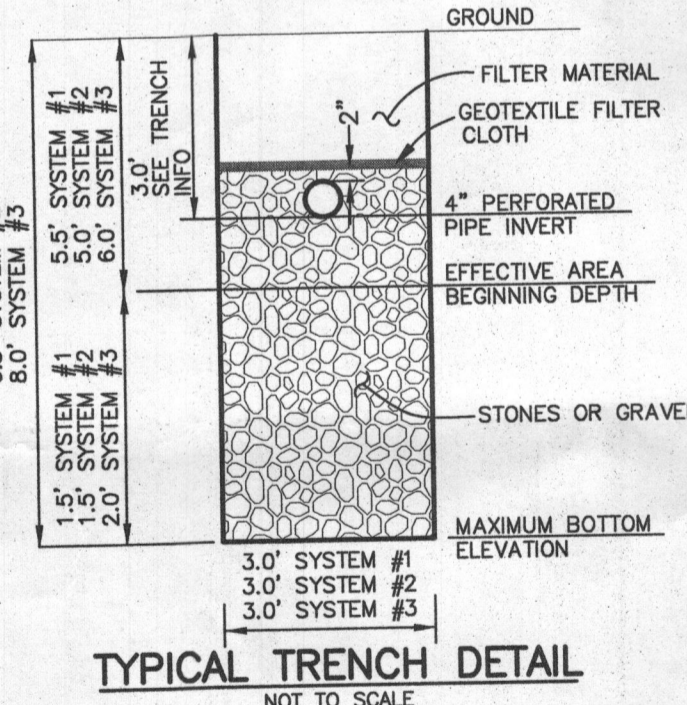 GROUND
FILTER MATERIAL
GEOTEXTILE FILTER
CLOTH
2"
3.0'
SEE TRENCH
INFO
5.5' SYSTEM #1
5.0' SYSTEM #2
6.0' SYSTEM #3
8.0' SYSTEM #3
4" PERFORATED
PIPE INVERT
EFFECTIVE AREA
BEGINNING DEPTH
1.5' SYSTEM #1
1.5' SYSTEM #2
2.0' SYSTEM #3
STONES OR GRAVE
MAXIMUM BOTTOM
ELEVATION
3.0' SYSTEM #1
3.0' SYSTEM #2
3.0' SYSTEM #3
TYPICAL TRENCH DETAIL
NOT TO SCALE